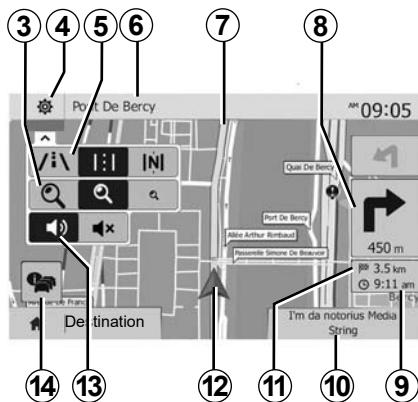 3
4
5
6
7
8
Port De Bercy
AM 09:05
N
Quai De Bercy
Port De Bercy
Allée Arthur Rimbaud
Passerelle Simone De Beauvoir
450 m
3.5 km
9:11 am
Bercy
de France
Destination
I'm da notorius Media
String
14
13
12
11
10
9